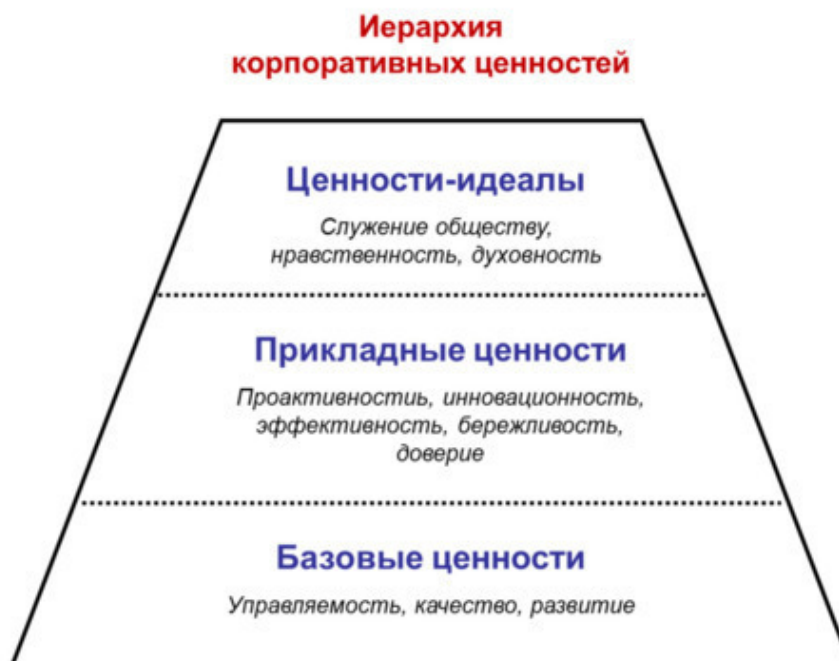 Иерархия
корпоративных ценностей
Ценности-идеалы
Служение обществу,
нравственность, духовность
Прикладные ценности
Проактивностиь, инновационность,
эффективность, бережливость,
доверие
Базовые ценности
Управляемость, качество, развитие